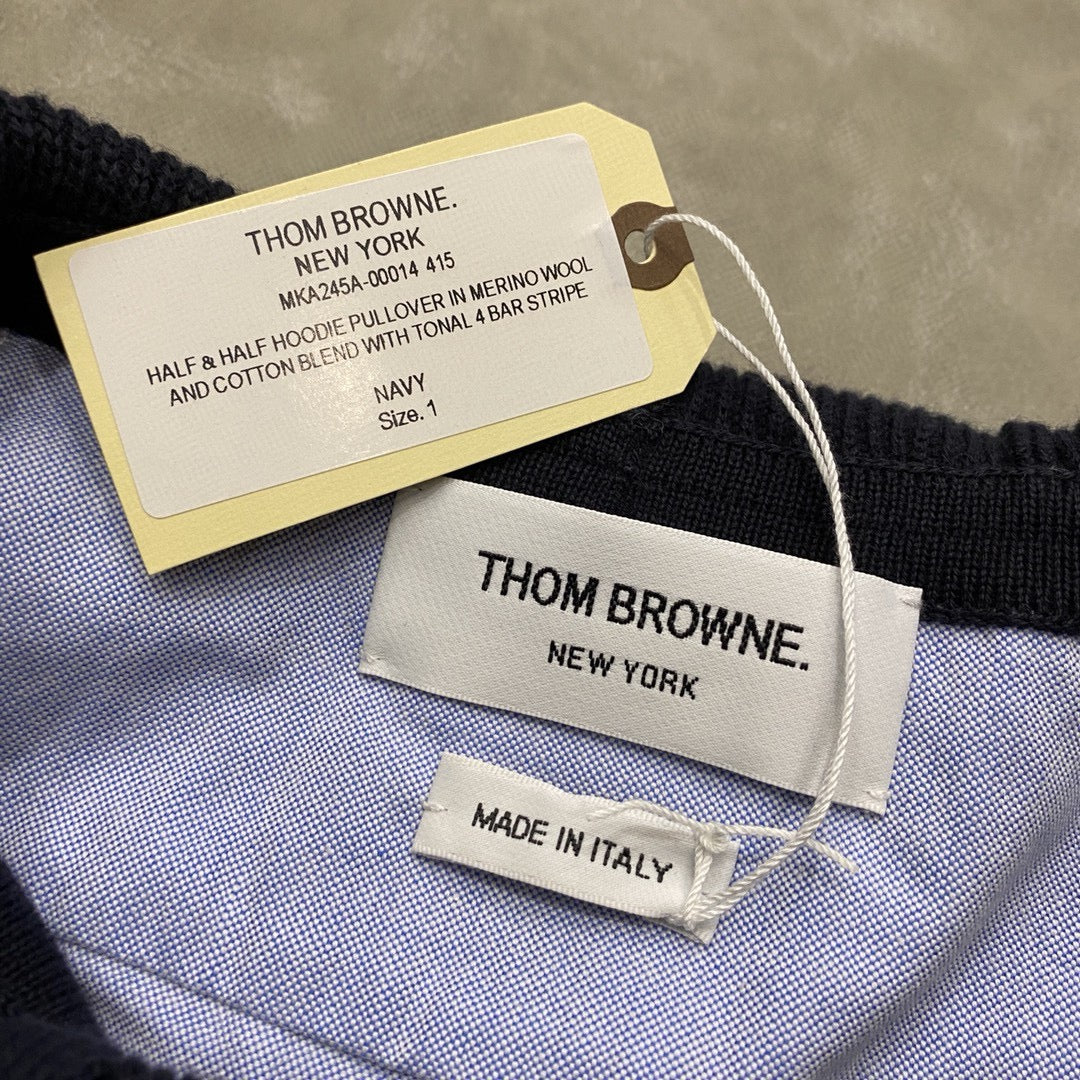 THOM BROWNE.
NEW YORK
MKA245A-00014 415
HALF & HALF HOODIE PULLOVER IN MERINO WOOL
AND COTTON BLEND WITH TONAL 4 BAR STRIPE
NAVY
Size. 1
THOM BROWNE.
NEW YORK
MADE IN ITALY